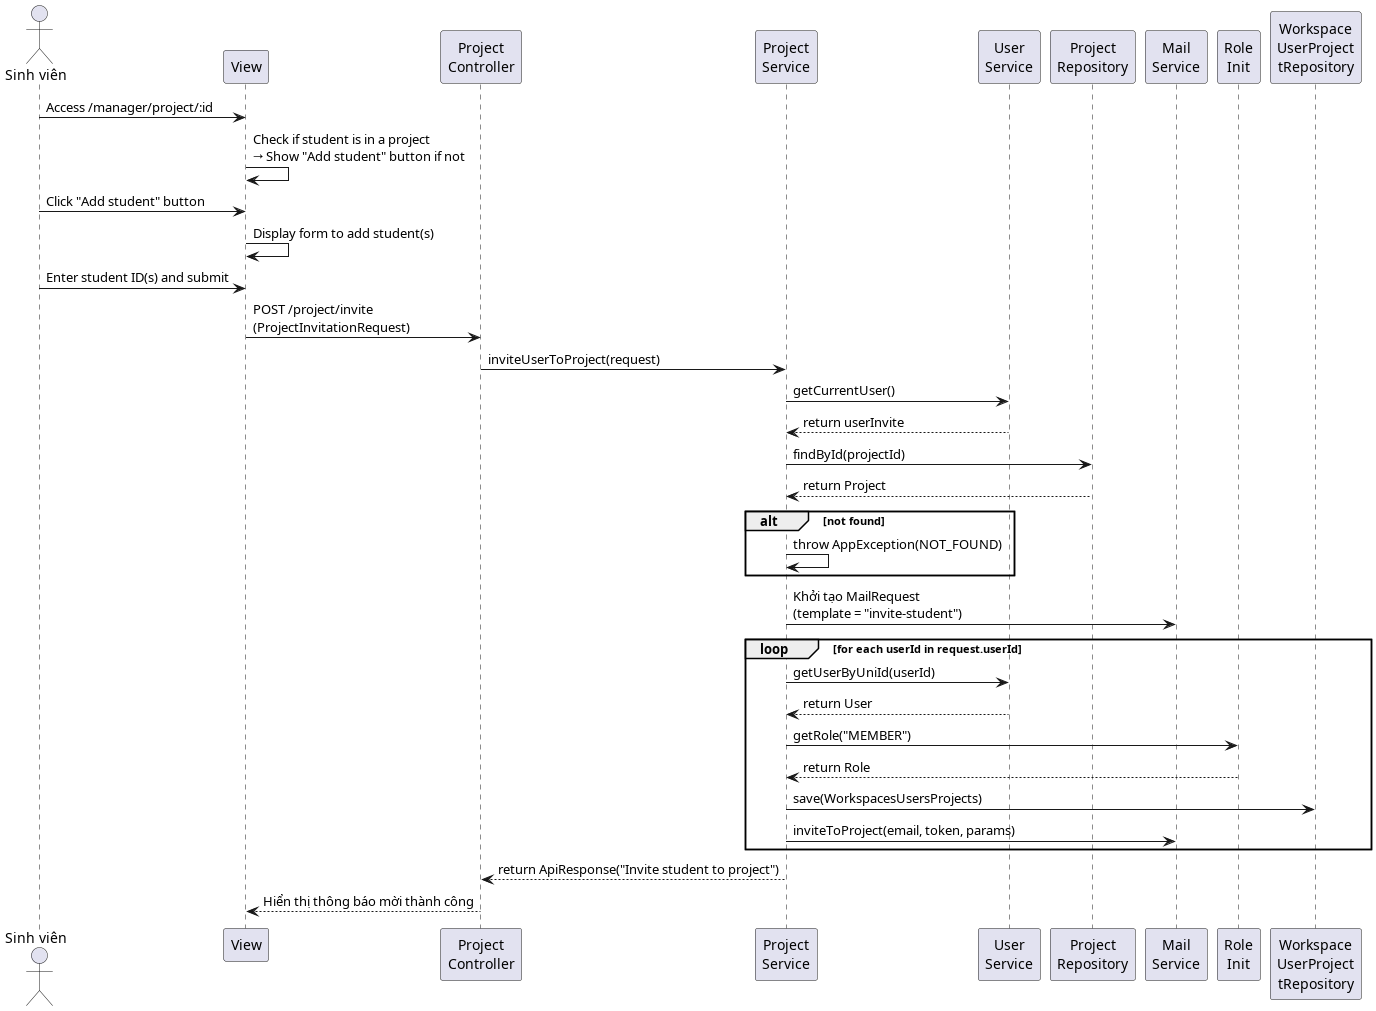 Sinh viên
View
Project
Controller
Project
Service
User
Service
Project
Repository
Mail
Service
Role
Init
Workspace
UserProject
tRepository
Access /manager/project/:id
Check if student is in a project
→ Show "Add student" button if not
Click "Add student" button
Display form to add student(s)
Enter student ID(s) and submit
POST /project/invite
(ProjectInvitationRequest)
inviteUserToProject(request)
getCurrentUser()
return userInvite
findById(projectId)
return Project
alt [not found]
throw AppException(NOT_FOUND)
Khởi tạo MailRequest
(template = "invite-student")
loop [for each userId in request.userId]
getUserByUniId(userId)
return User
getRole("MEMBER")
return Role
save(WorkspacesUsersProjects)
inviteToProject(email, token, params)
return ApiResponse("Invite student to project")
Hiển thị thông báo mời thành công
Sinh viên
View
Project
Controller
Project
Service
User
Service
Project
Repository
Mail
Service
Role
Init
Workspace
UserProject
tRepository